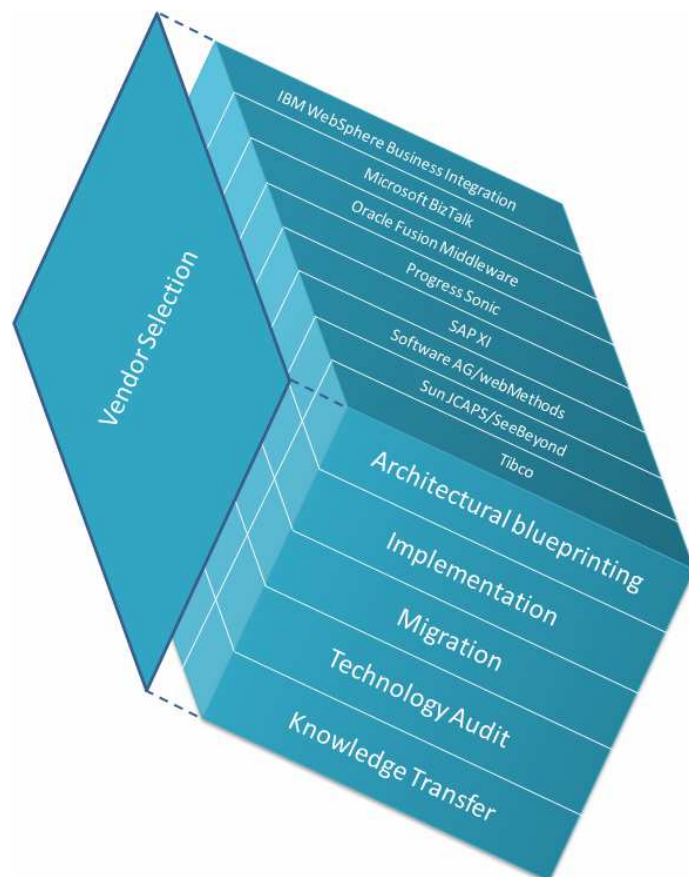 Vendor Selection
IBM WebSphere Business Integration
Microsoft BizTalk
Oracle Fusion Middleware
Progress Sonic
SAP XI
Software AG/webMethods
Sun JCAPS/SeeBeyond
Tibco
Architectural blueprinting
Implementation
Migration
Technology Audit
Knowledge Transfer